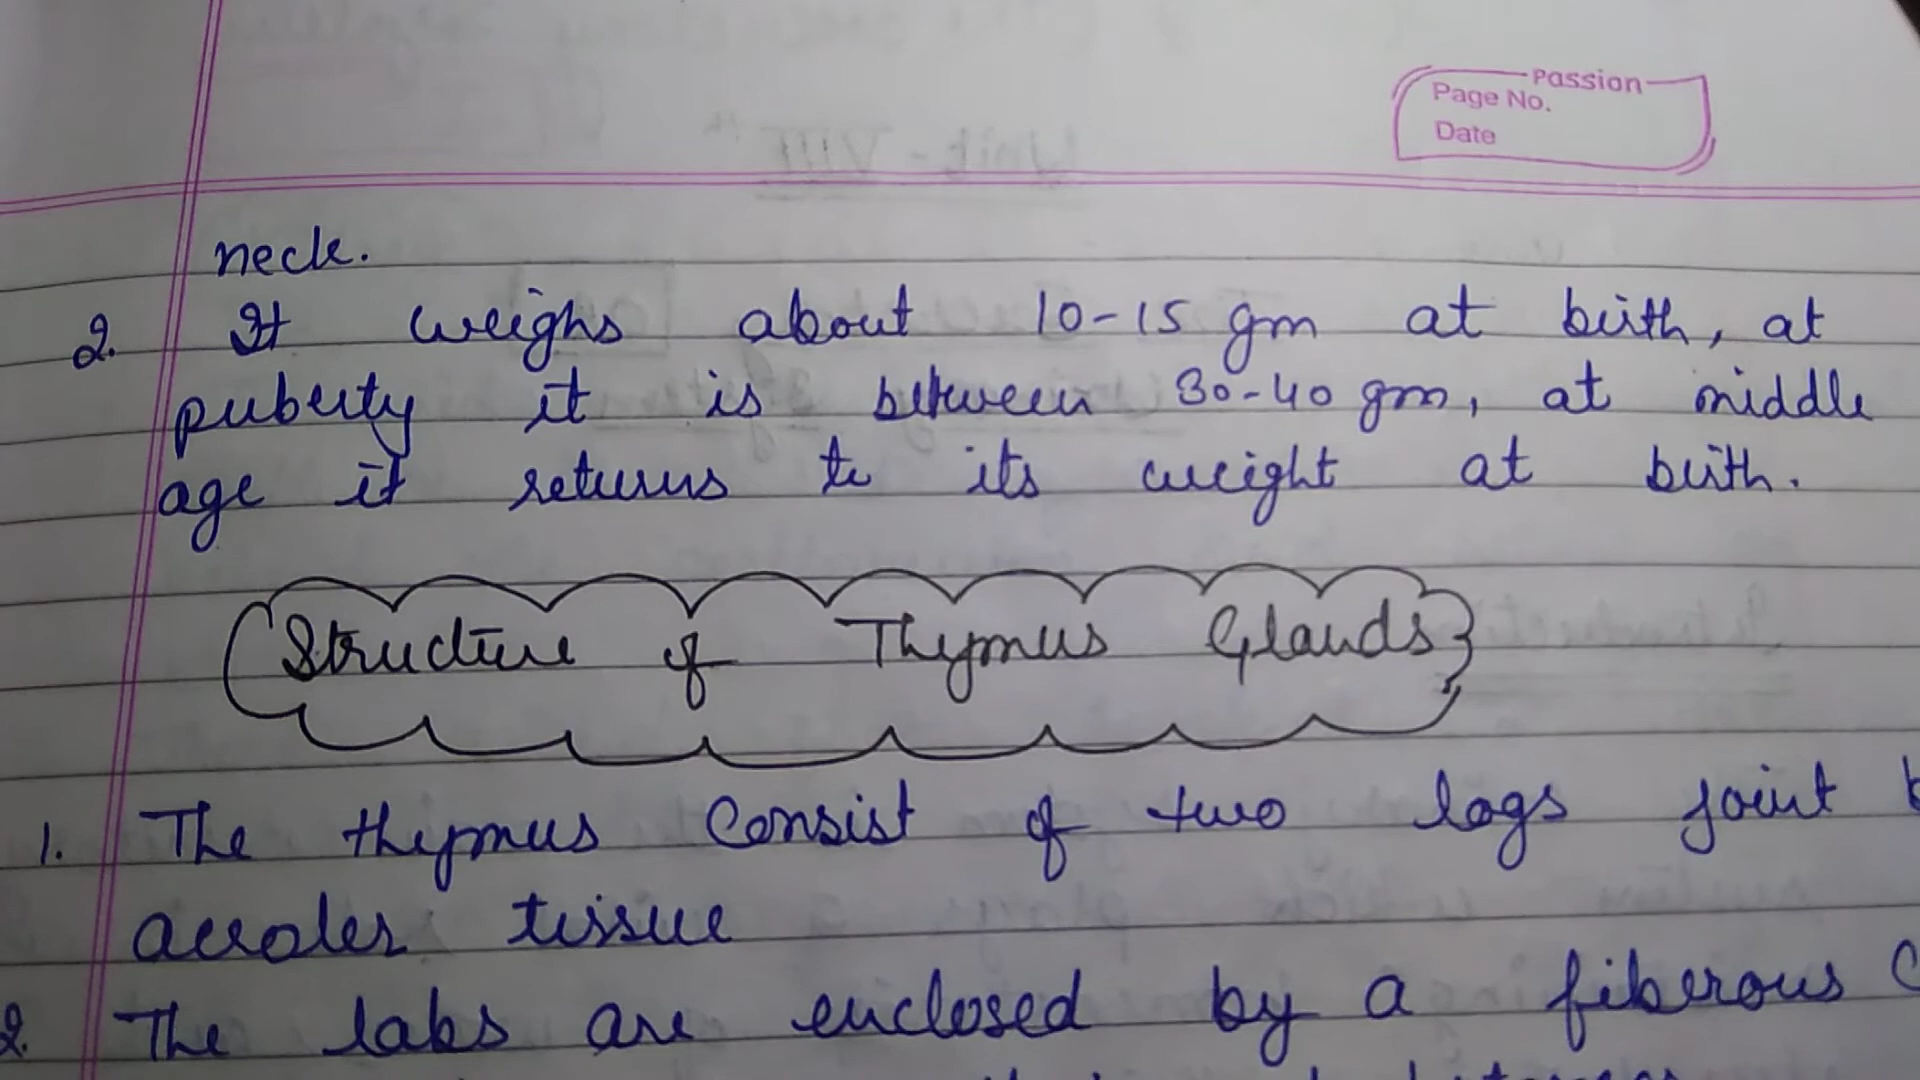 Passion
Page No.
Date
neck.
2. It weighs about 10-15 gm at birth, at
puberty it is between 30-40 gm, at middle
age it returns to its weight at birth.
Structure of Thymus Glands
1. The thymus Consist of two logs joint
aeroler tissue
2. The labs are enclosed by a fiberous